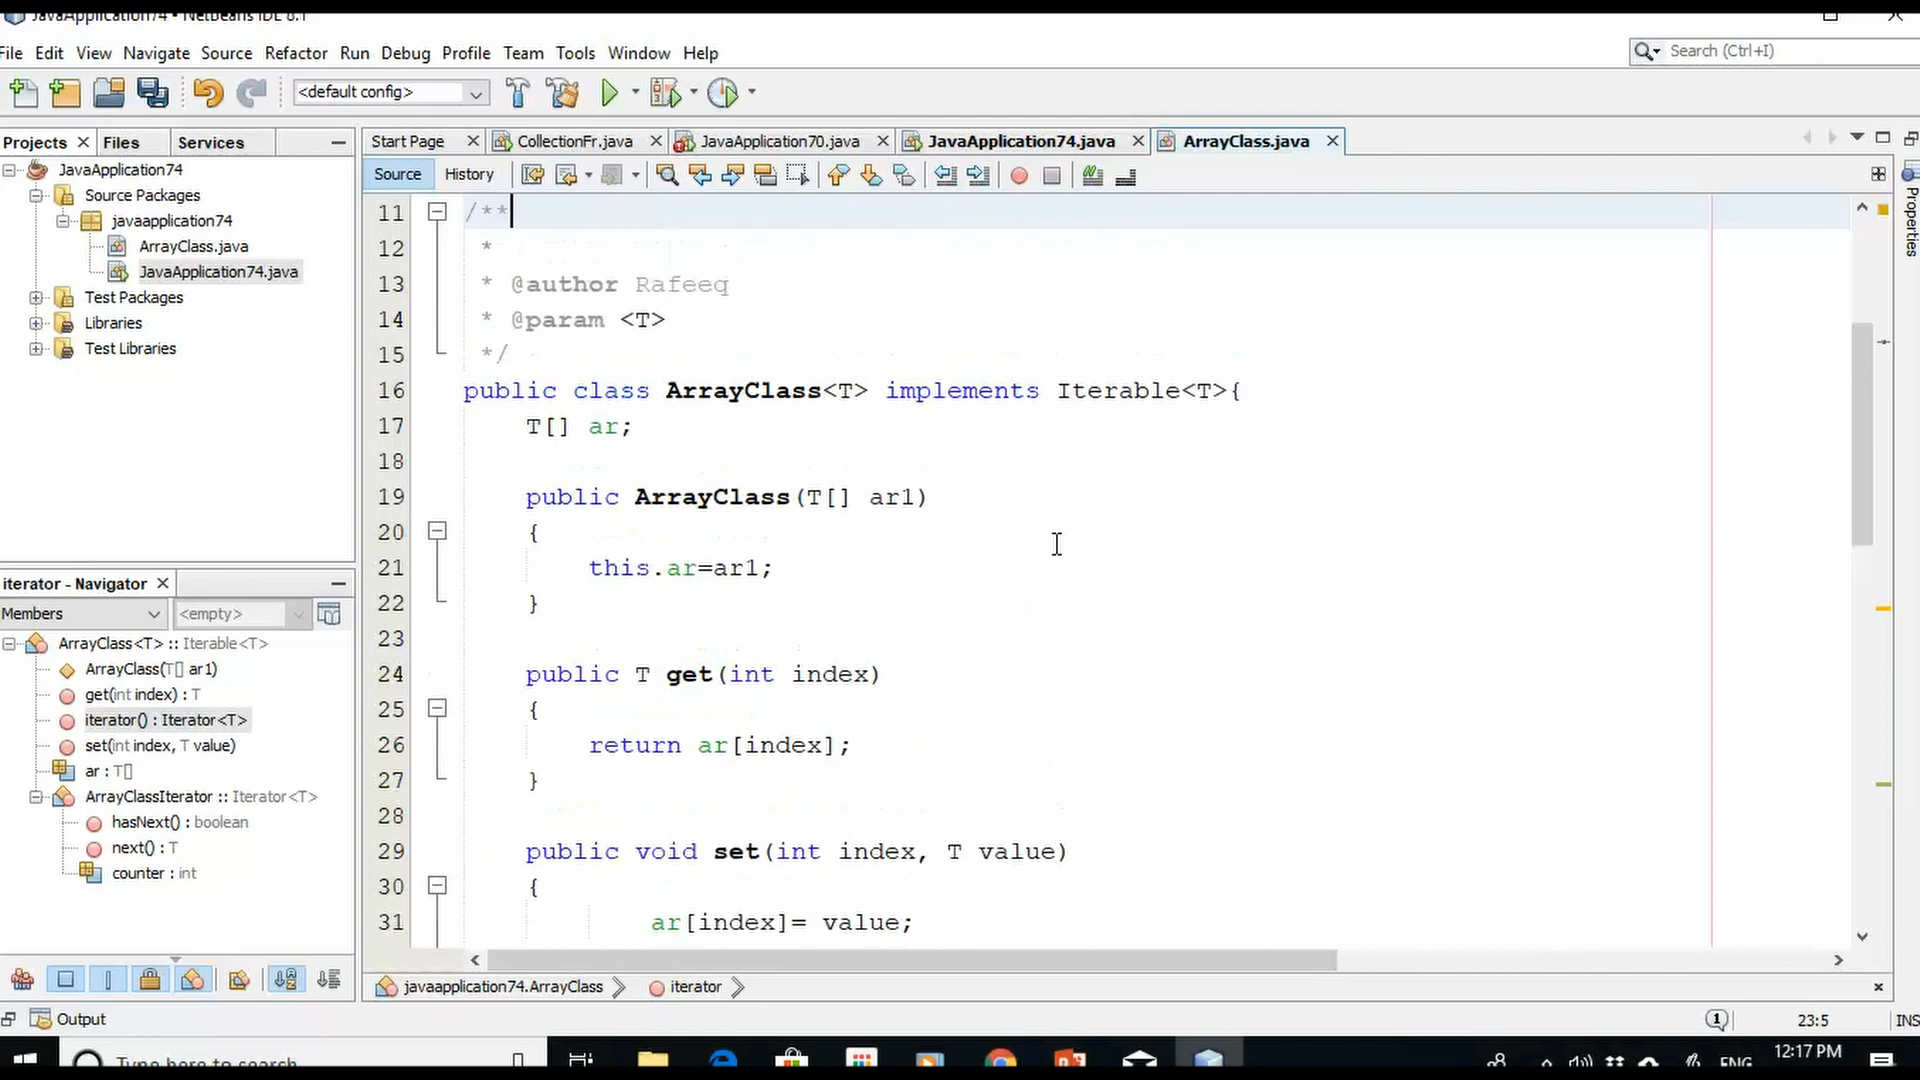 JavaApplication74 - NetBeans IDE 8.1
File Edit View Navigate Source Refactor Run Debug Profile Team Tools Window Help
Search (Ctrl+I)
<default config>
Projects Files Services
Start Page CollectionFr.java JavaApplication70.java JavaApplication74.java ArrayClass.java
Source History
Properties
JavaApplication74
Source Packages
javaapplication74
ArrayClass.java
JavaApplication74.java
Test Packages
Libraries
Test Libraries
11 /**
12 *
13 * @author Rafeeq
14 * @param <T>
15 */
16 public class ArrayClass<T> implements Iterable<T>{
17 T[] ar;
18
19 public ArrayClass(T[] ar1)
20 {
21 this.ar=ar1;
22 }
23
24 public T get(int index)
25 {
26 return ar[index];
27 }
28
29 public void set(int index, T value)
30 {
31 ar[index]= value;
iterator - Navigator
Members <empty>
ArrayClass<T> :: Iterable<T>
ArrayClass(T[] ar1)
get(int index) : T
iterator() : Iterator<T>
set(int index, T value)
ar : T[]
ArrayClassIterator :: Iterator<T>
hasNext() : boolean
next() : T
counter : int
javaapplication74.ArrayClass iterator
Output
1 23:5 INS
Type here to search
ENG 12:17 PM